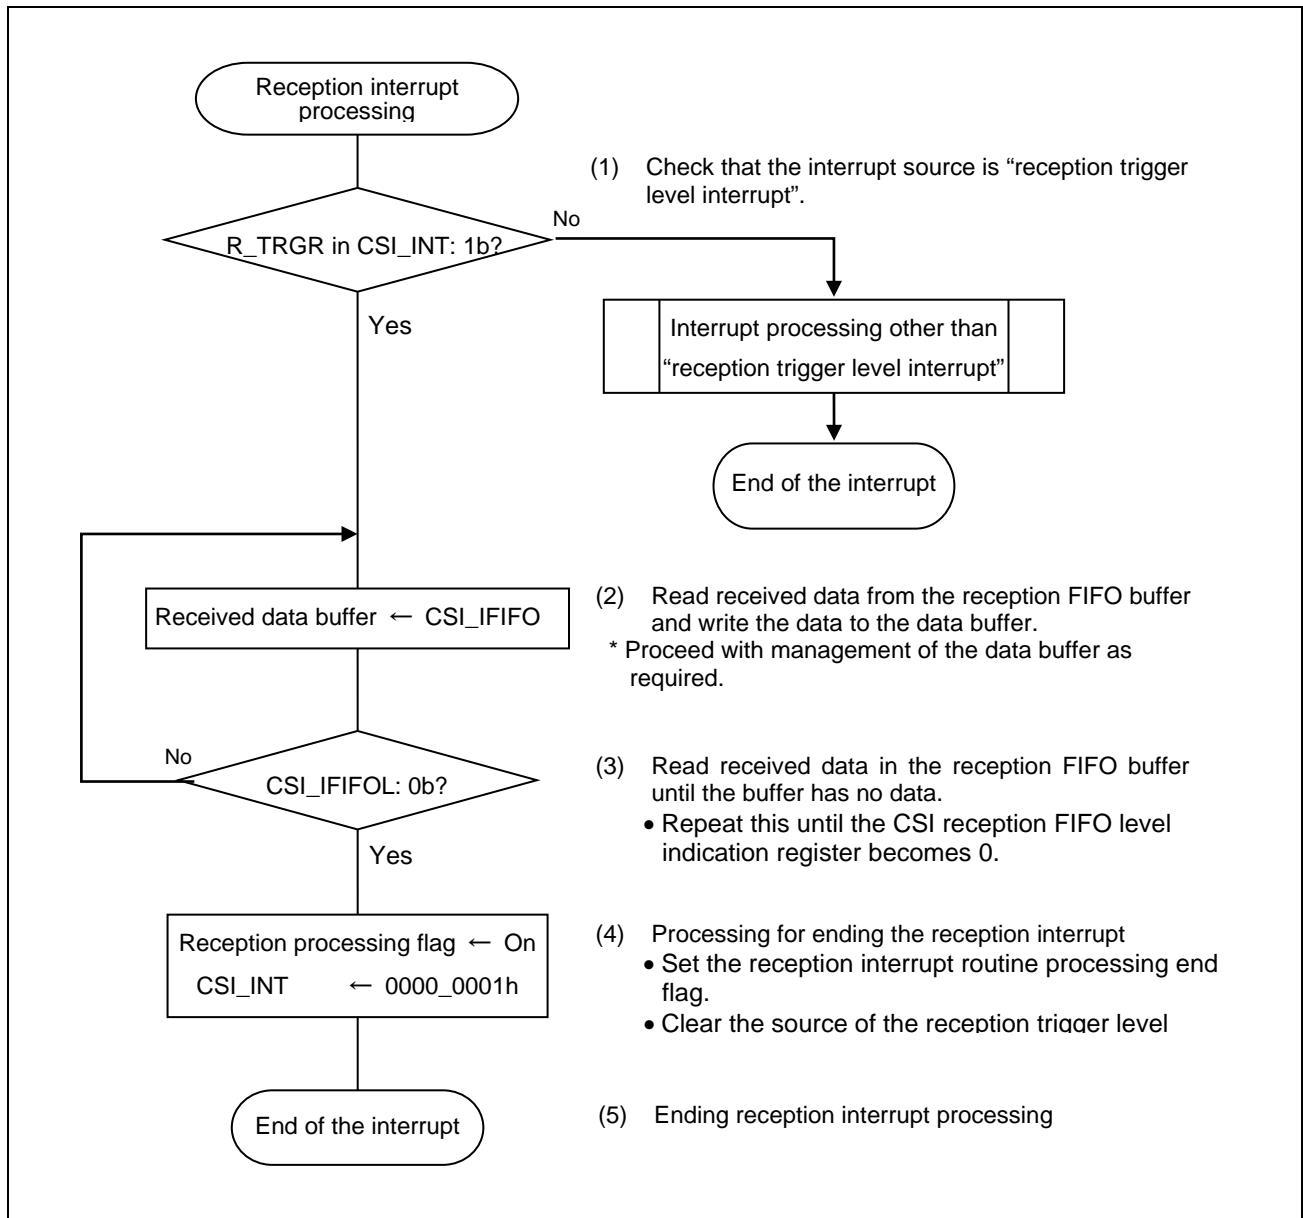 Reception interrupt
processing
(1) Check that the interrupt source is “reception trigger
level interrupt”.
No
R_TRGR in CSI_INT: 1b?
Yes
Interrupt processing other than
“reception trigger level interrupt”
End of the interrupt
Received data buffer ← CSI_IFIFO
(2) Read received data from the reception FIFO buffer
and write the data to the data buffer.
* Proceed with management of the data buffer as
required.
No
CSI_IFIFOL: 0b?
(3) Read received data in the reception FIFO buffer
until the buffer has no data.
• Repeat this until the CSI reception FIFO level
indication register becomes 0.
Yes
Reception processing flag ← On
CSI_INT ← 0000_0001h
(4) Processing for ending the reception interrupt
• Set the reception interrupt routine processing end
flag.
• Clear the source of the reception trigger level
End of the interrupt
(5) Ending reception interrupt processing